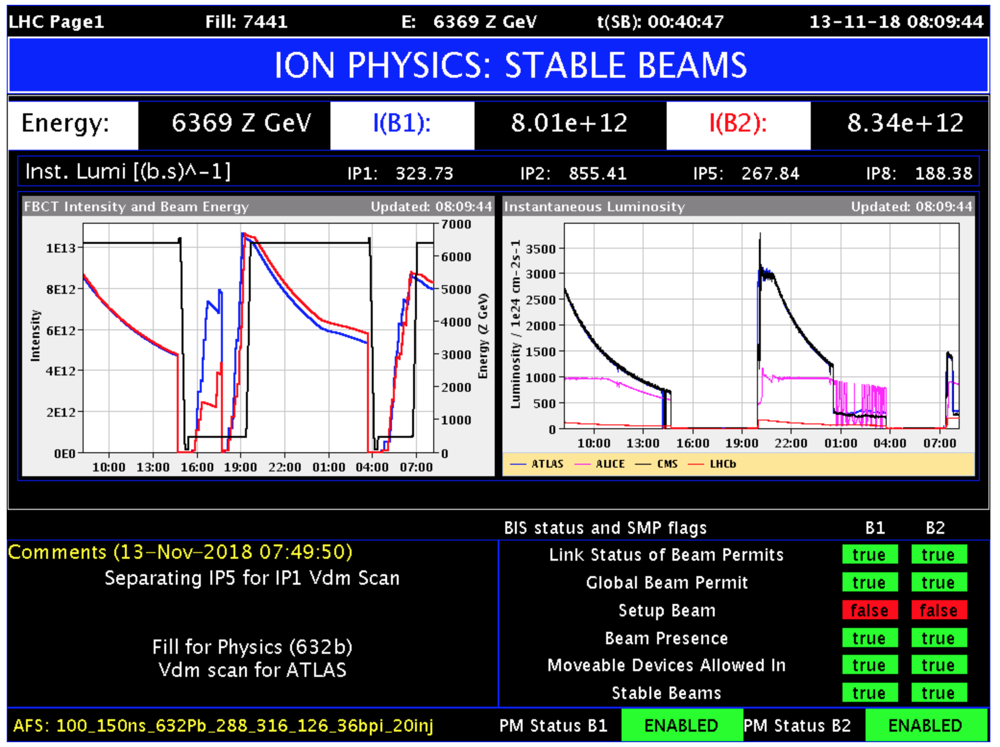 LHC Page1 Fill: 7441 E: 6369 Z GeV t(SB): 00:40:47 13-11-18 08:09:44
ION PHYSICS: STABLE BEAMS
Energy: 6369 Z GeV I(B1): 8.01e+12 I(B2): 8.34e+12
Inst. Lumi [(b.s)^-1] IP1: 323.73 IP2: 855.41 IP5: 267.84 IP8: 188.38
FBCT Intensity and Beam Energy Updated: 08:09:44
Intensity
1E13
8E12
6E12
4E12
2E12
0E0
7000
6000
5000
4000
3000
2000
1000
0
Energy (Z GeV)
10:00 13:00 16:00 19:00 22:00 01:00 04:00 07:00
Instantaneous Luminosity Updated: 08:09:44
Luminosity / 1e24 cm-2s-1
3500
3000
2500
2000
1500
1000
500
0
10:00 13:00 16:00 19:00 22:00 01:00 04:00 07:00
ATLAS ALICE CMS LHCb
BIS status and SMP flags B1 B2
Comments (13-Nov-2018 07:49:50)
Separating IP5 for IP1 Vdm Scan
Fill for Physics (632b)
Vdm scan for ATLAS
Link Status of Beam Permits true true
Global Beam Permit true true
Setup Beam false false
Beam Presence true true
Moveable Devices Allowed In true true
Stable Beams true true
AFS: 100_150ns_632Pb_288_316_126_36bpi_20inj PM Status B1 ENABLED PM Status B2 ENABLED